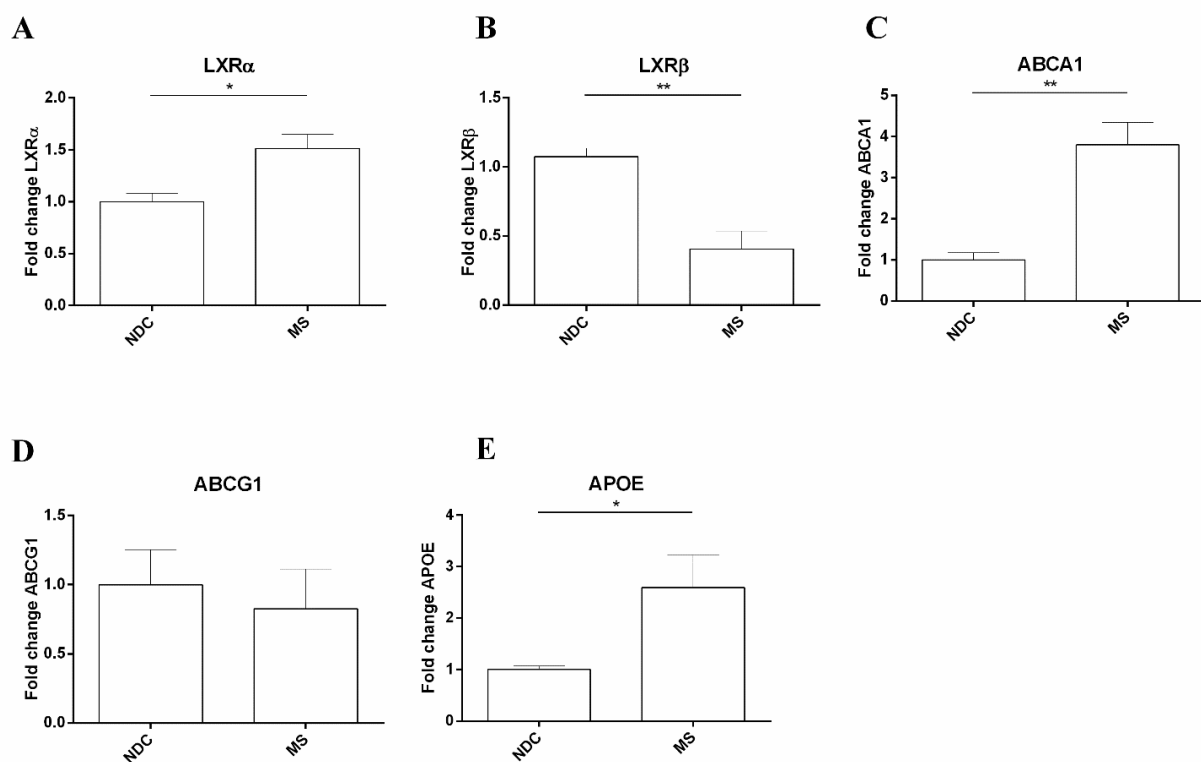 A
LXRα
*
Fold change LXRα
2.0
1.5
1.0
0.5
0.0
NDC
MS
B
LXRβ
**
Fold change LXRβ
1.5
1.0
0.5
0.0
NDC
MS
C
ABCA1
**
Fold change ABCA1
5
4
3
2
1
0
NDC
MS
D
ABCG1
Fold change ABCG1
1.5
1.0
0.5
0.0
NDC
MS
E
APOE
*
Fold change APOE
4
3
2
1
0
NDC
MS